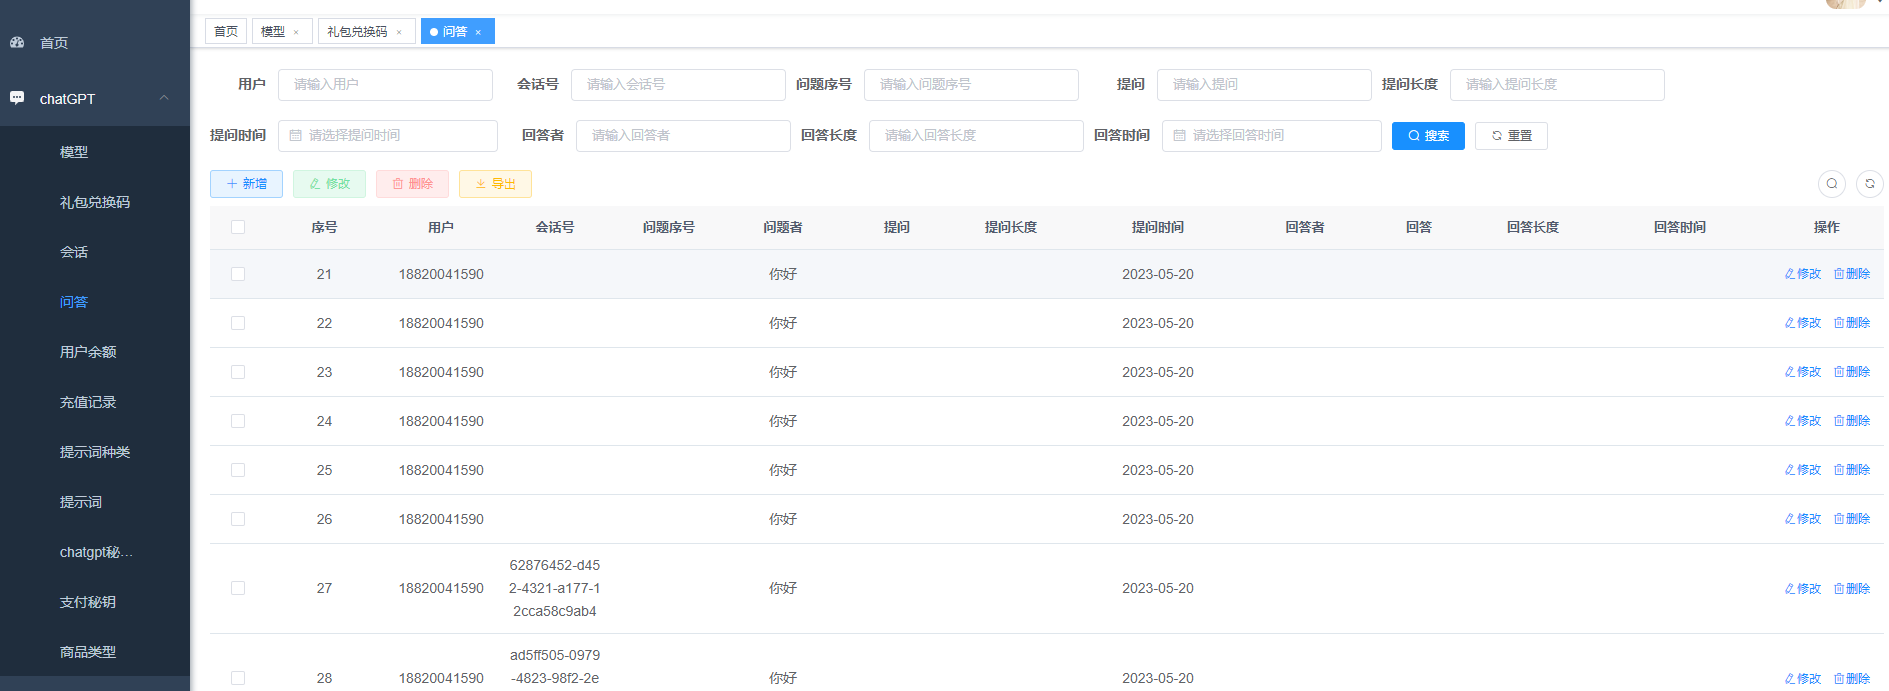 首页
chatGPT
模型
礼包兑换码
会话
问答
用户余额
充值记录
提示词种类
提示词
chatgpt秘...
支付秘钥
商品类型
首页 模型 × 礼包兑换码 × 问答 ×
用户 请输入用户 会话号 请输入会话号 问题序号 请输入问题序号 提问 请输入提问 提问长度 请输入提问长度
提问时间 请选择提问时间 回答者 请输入回答者 回答长度 请输入回答长度 回答时间 请选择回答时间 搜索 重置
新增 修改 删除 导出
序号 用户 会话号 问题序号 问题者 提问 提问长度 提问时间 回答者 回答 回答长度 回答时间 操作
21 18820041590 你好 2023-05-20 修改 删除
22 18820041590 你好 2023-05-20 修改 删除
23 18820041590 你好 2023-05-20 修改 删除
24 18820041590 你好 2023-05-20 修改 删除
25 18820041590 你好 2023-05-20 修改 删除
26 18820041590 你好 2023-05-20 修改 删除
62876452-d45
27 18820041590 2-4321-a177-1 你好 2023-05-20 修改 删除
2cca58c9ab4
ad5ff505-0979
28 18820041590 -4823-98f2-2e 你好 2023-05-20 修改 删除